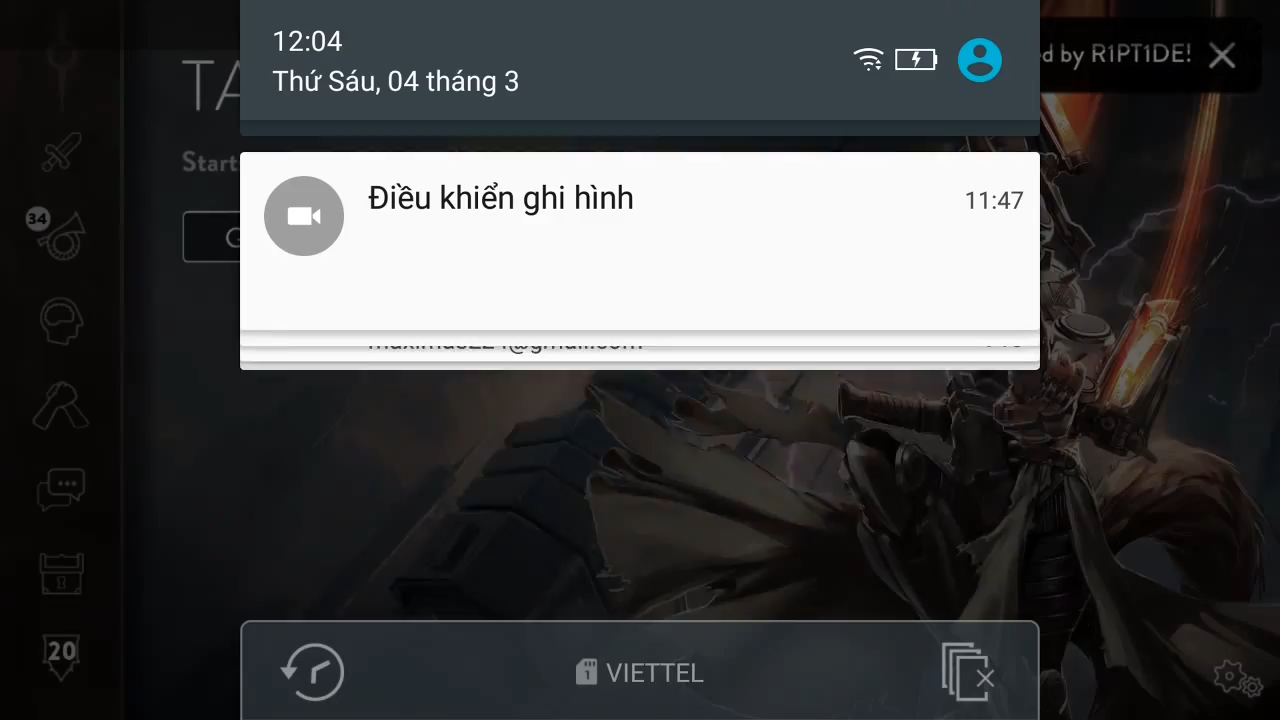 12:04
Thứ Sáu, 04 tháng 3
d by R1PT1DE!
TA
Start
34
Điều khiển ghi hình
11:47
20
1 VIETTEL